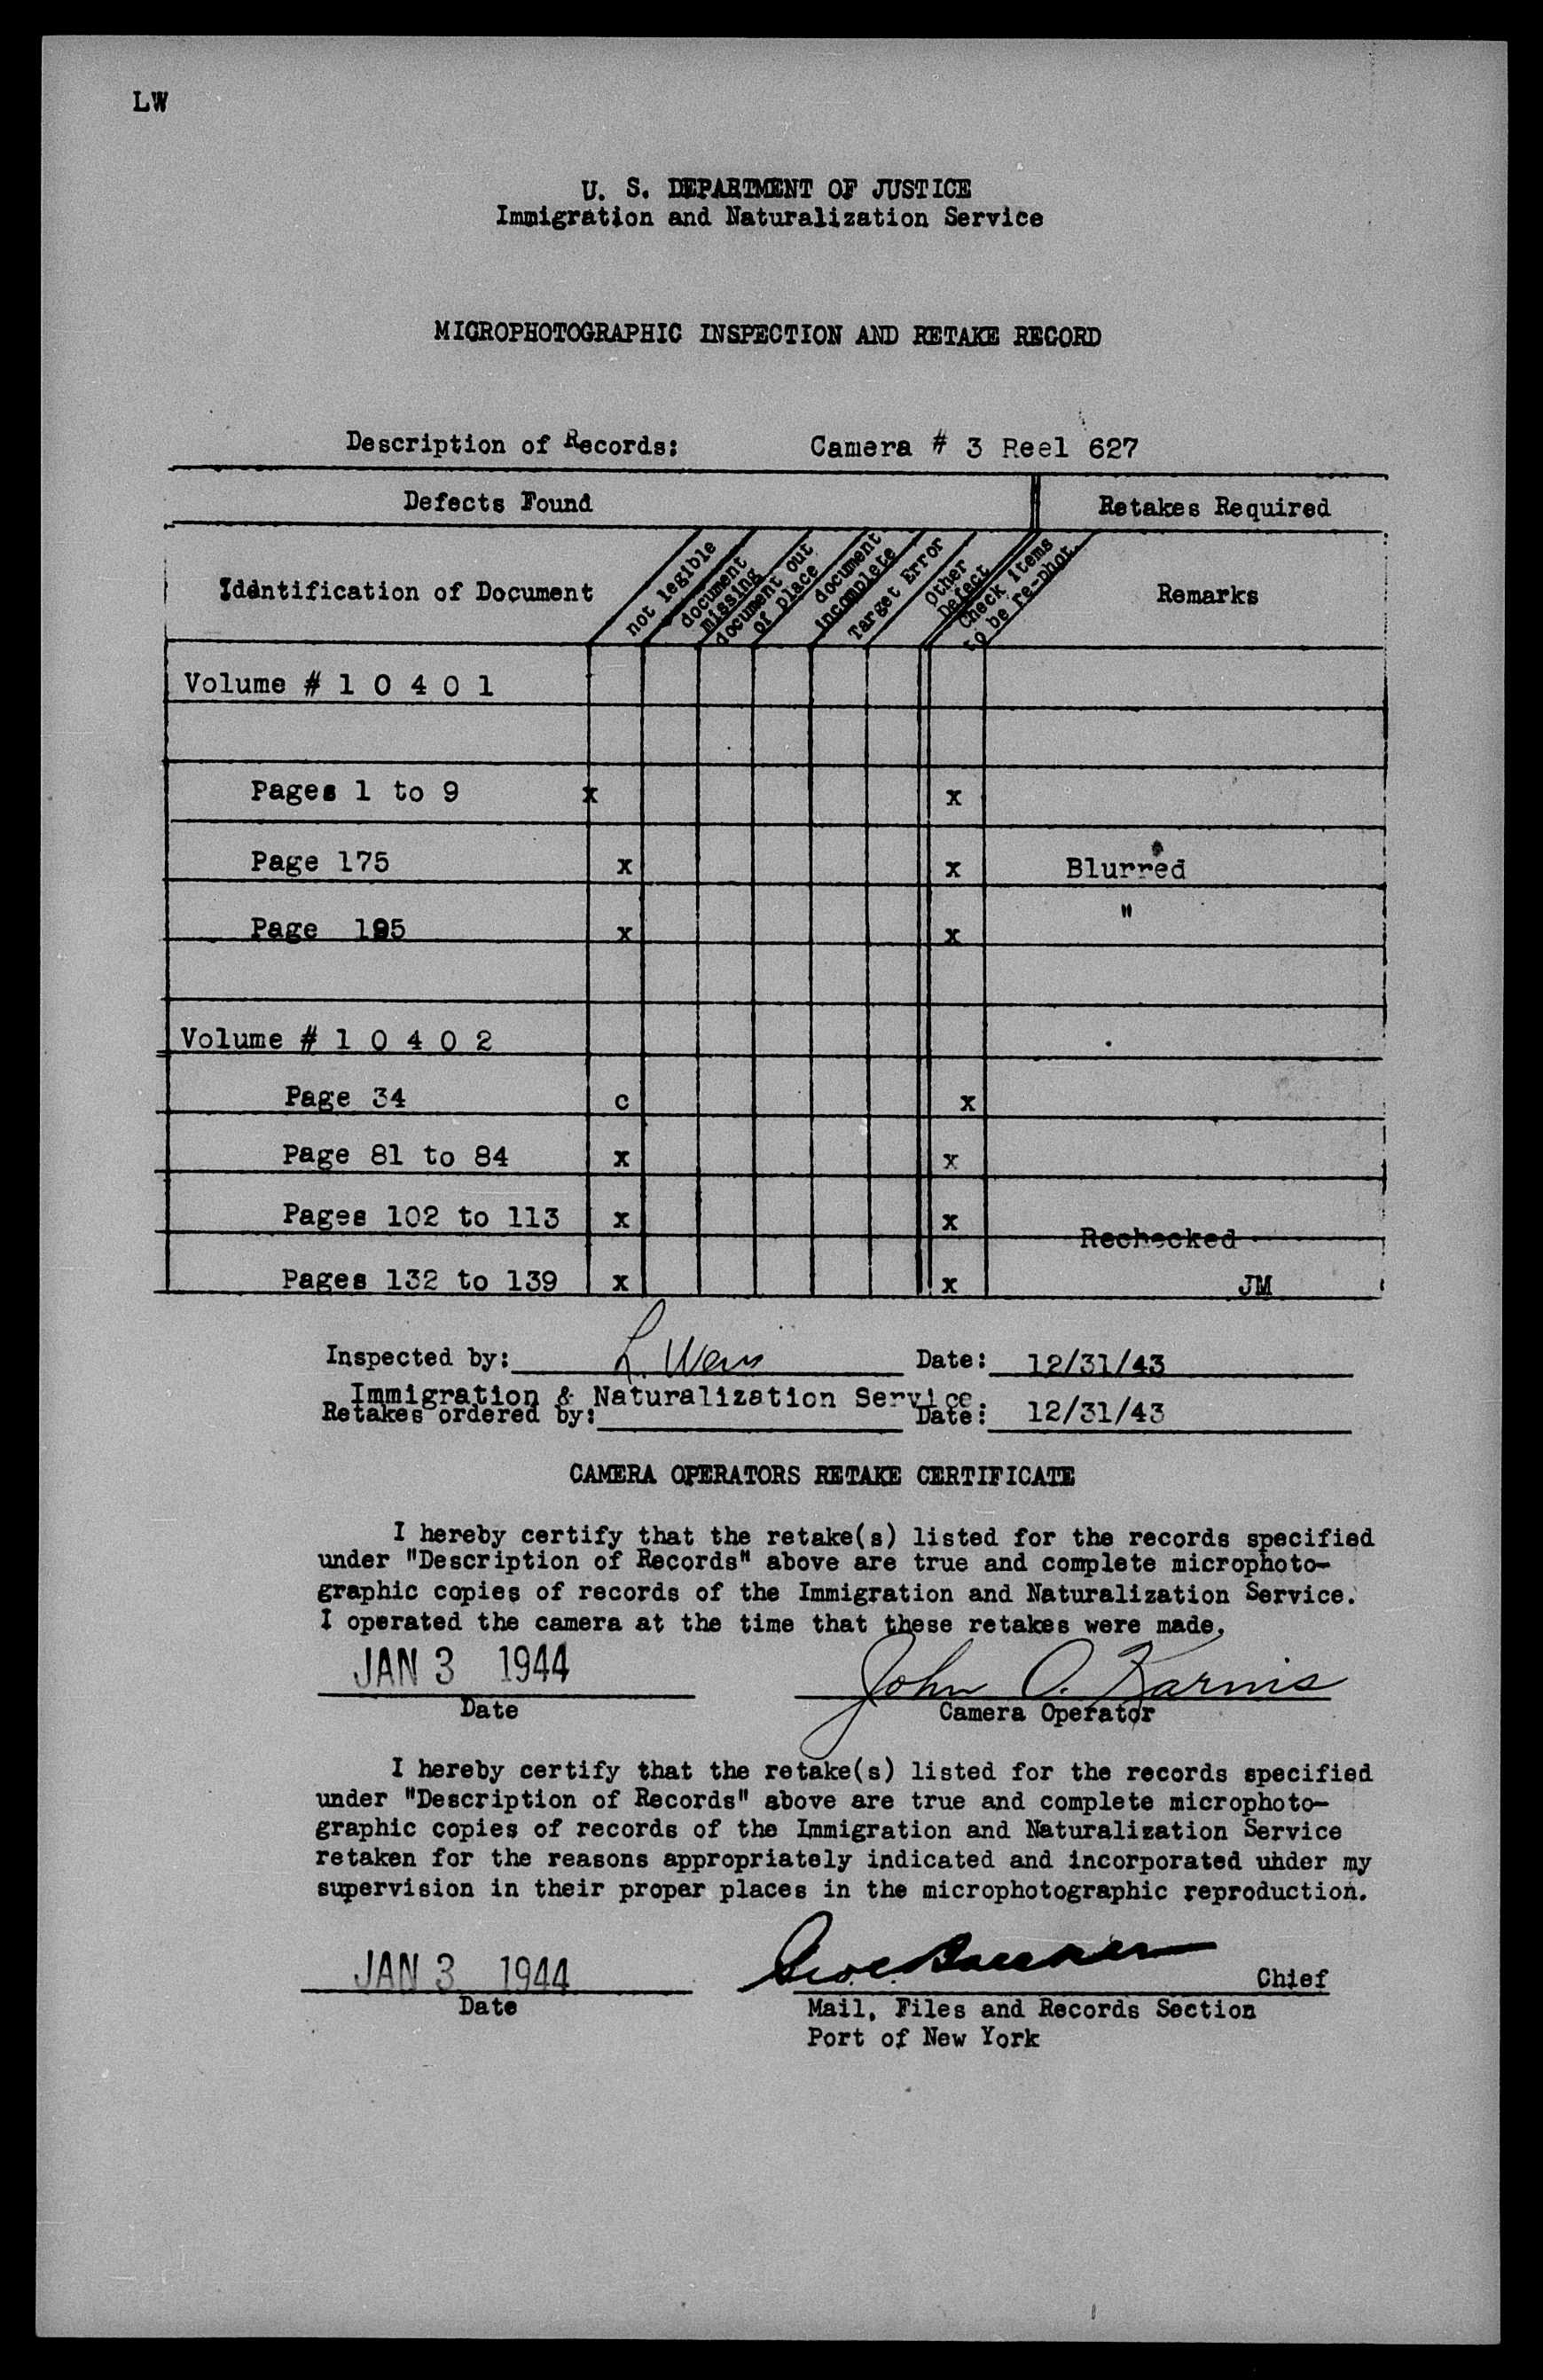 LW
U. S. DEPARTMENT OF JUSTICE
Immigration and Naturalization Service
MICROPHOTOGRAPHIC INSPECTION AND RETAKE RECORD
Description of Records: Camera # 3 Reel 627
Defects Found Retakes Required
Identification of Document not legible document missing document out of place document incomplete Target Error Other Defect Check items to be re-phot. Remarks
Volume # 1 0 4 0 1
Pages 1 to 9 x x
Page 175 x x Blurred
Page 195 x x "
Volume # 1 0 4 0 2
Page 34 c x
Page 81 to 84 x x
Pages 102 to 113 x x Rechecked
Pages 132 to 139 x x JM
Inspected by: L. Weis Date: 12/31/43
Immigration & Naturalization Service.
Retakes ordered by: Date: 12/31/43
CAMERA OPERATORS RETAKE CERTIFICATE
I hereby certify that the retake(s) listed for the records specified
under "Description of Records" above are true and complete microphoto-
graphic copies of records of the Immigration and Naturalization Service.
I operated the camera at the time that these retakes were made.
JAN 3 1944 John O. Karnis
Date Camera Operator
I hereby certify that the retake(s) listed for the records specified
under "Description of Records" above are true and complete microphoto-
graphic copies of records of the Immigration and Naturalization Service
retaken for the reasons appropriately indicated and incorporated under my
supervision in their proper places in the microphotographic reproduction.
JAN 3 1944 Chief
Date Mail, Files and Records Section
Port of New York